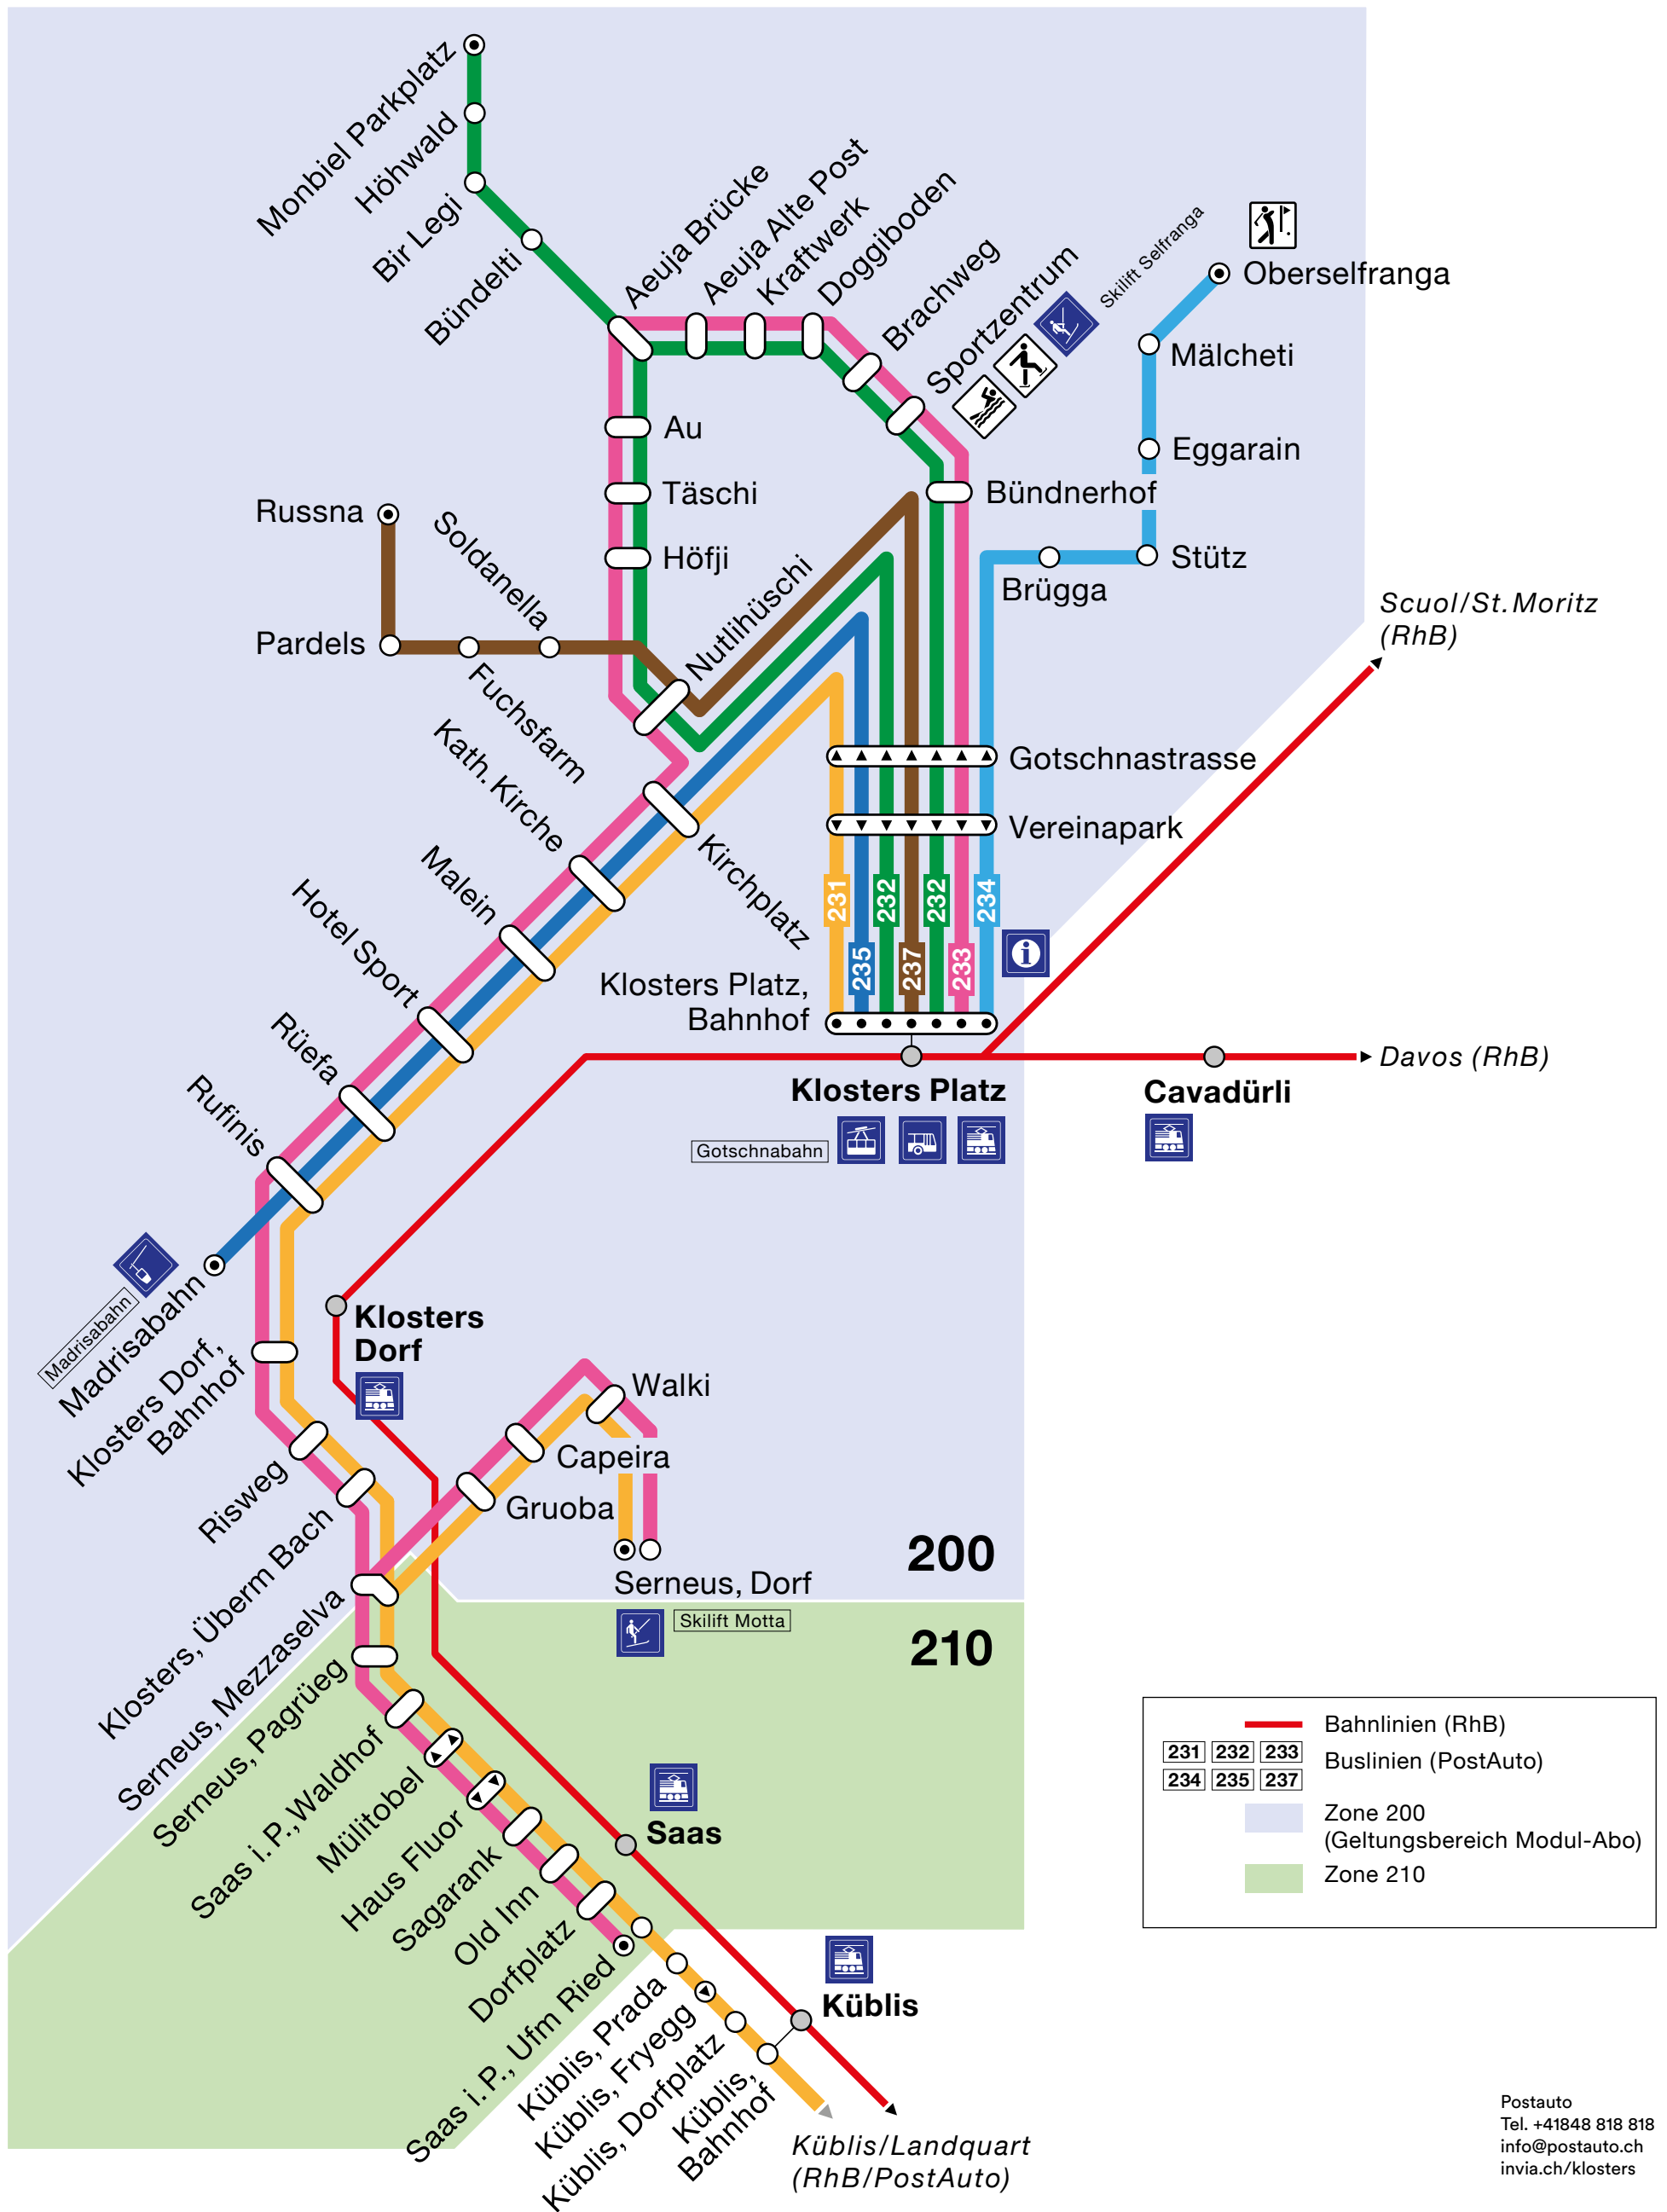 Monbiel Parkplatz
Höhwald
Bir Legi
Bündelti
Aeuja Brücke
Aeuja Alte Post
Kraftwerk
Doggiboden
Brachweg
Sportzentrum
Skilift Selfranga
Oberselfranga
Mälcheti
Eggarain
Stütz
Brügga
Bündnerhof
Au
Täschi
Höfji
Russna
Pardels
Soldanella
Fuchsfarm
Nutlihüschi
Kath. Kirche
Kirchplatz
Malein
Hotel Sport
Rüefa
Rufinis
Gotschnastrasse
Vereinapark
231
235
232
237
232
233
234
i
Klosters Platz,
Bahnhof
Scuol/St. Moritz
(RhB)
Davos (RhB)
Klosters Platz
Cavadürli
Gotschnabahn
Madrisabahn
Madrisabahn
Klosters
Dorf
Klosters Dorf,
Bahnhof
Risweg
Klosters, Überm Bach
Walki
Capeira
Gruoba
Serneus, Dorf
Skilift Motta
200
210
Serneus, Mezzaselva
Serneus, Pagrüeg
Saas i. P., Waldhof
Mülitobel
Haus Fluor
Sagarank
Old Inn
Dorfplatz
Saas i. P., Ufm Ried
Saas
Küblis
Küblis, Prada
Küblis, Fryegg
Küblis, Dorfplatz
Küblis,
Bahnhof
Küblis/Landquart
(RhB/PostAuto)
Bahnlinien (RhB)
231 232 233
234 235 237
Buslinien (PostAuto)
Zone 200
(Geltungsbereich Modul-Abo)
Zone 210
Postauto
Tel. +41848 818 818
info@postauto.ch
invia.ch/klosters